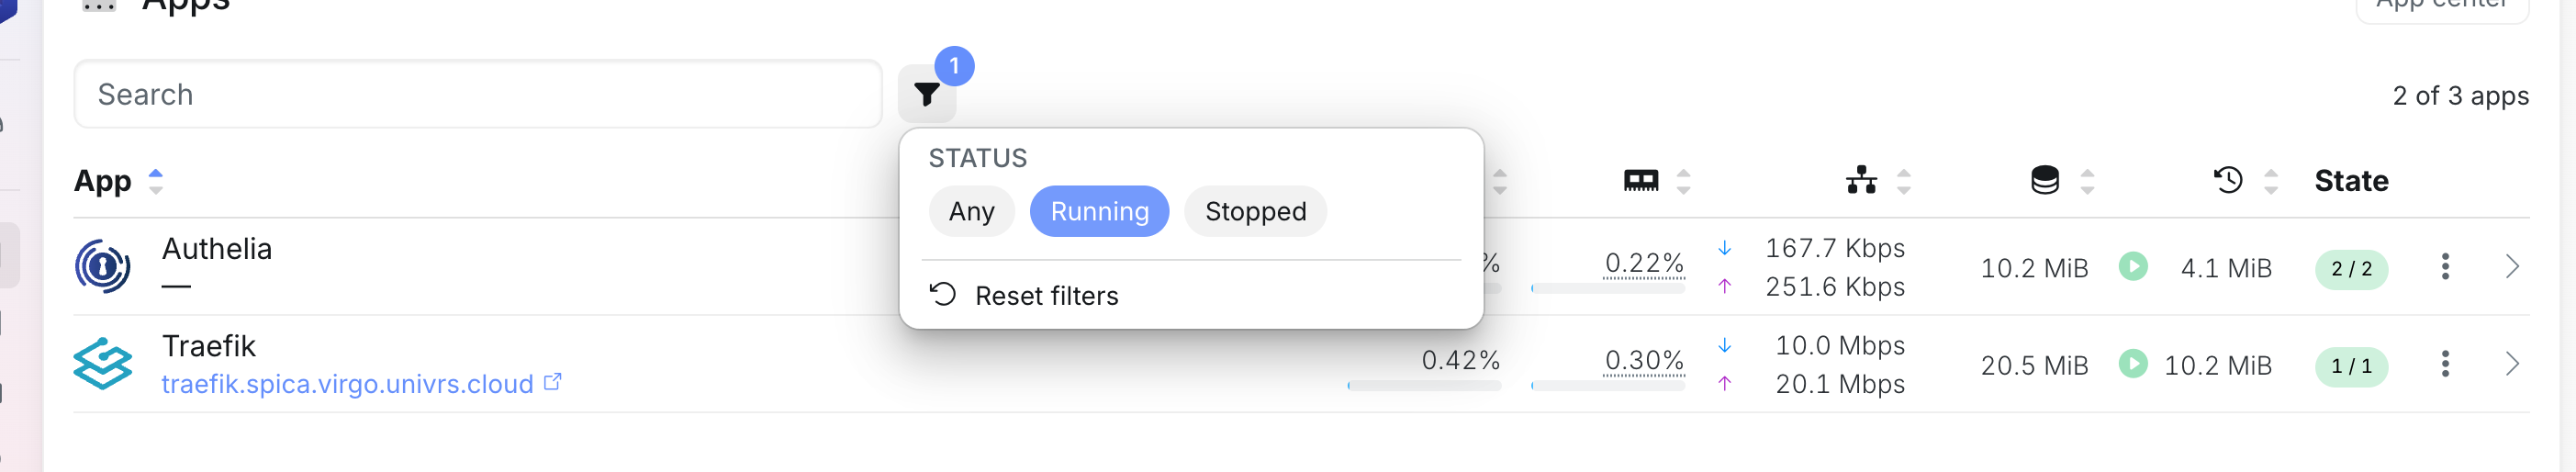 Apps
App center
Search
1
2 of 3 apps
STATUS
Any
Running
Stopped
Reset filters
App
State
Authelia
—
%
0.22%
↓ 167.7 Kbps
↑ 251.6 Kbps
10.2 MiB
4.1 MiB
2 / 2
Traefik
traefik.spica.virgo.univrs.cloud
0.42%
0.30%
↓ 10.0 Mbps
↑ 20.1 Mbps
20.5 MiB
10.2 MiB
1 / 1